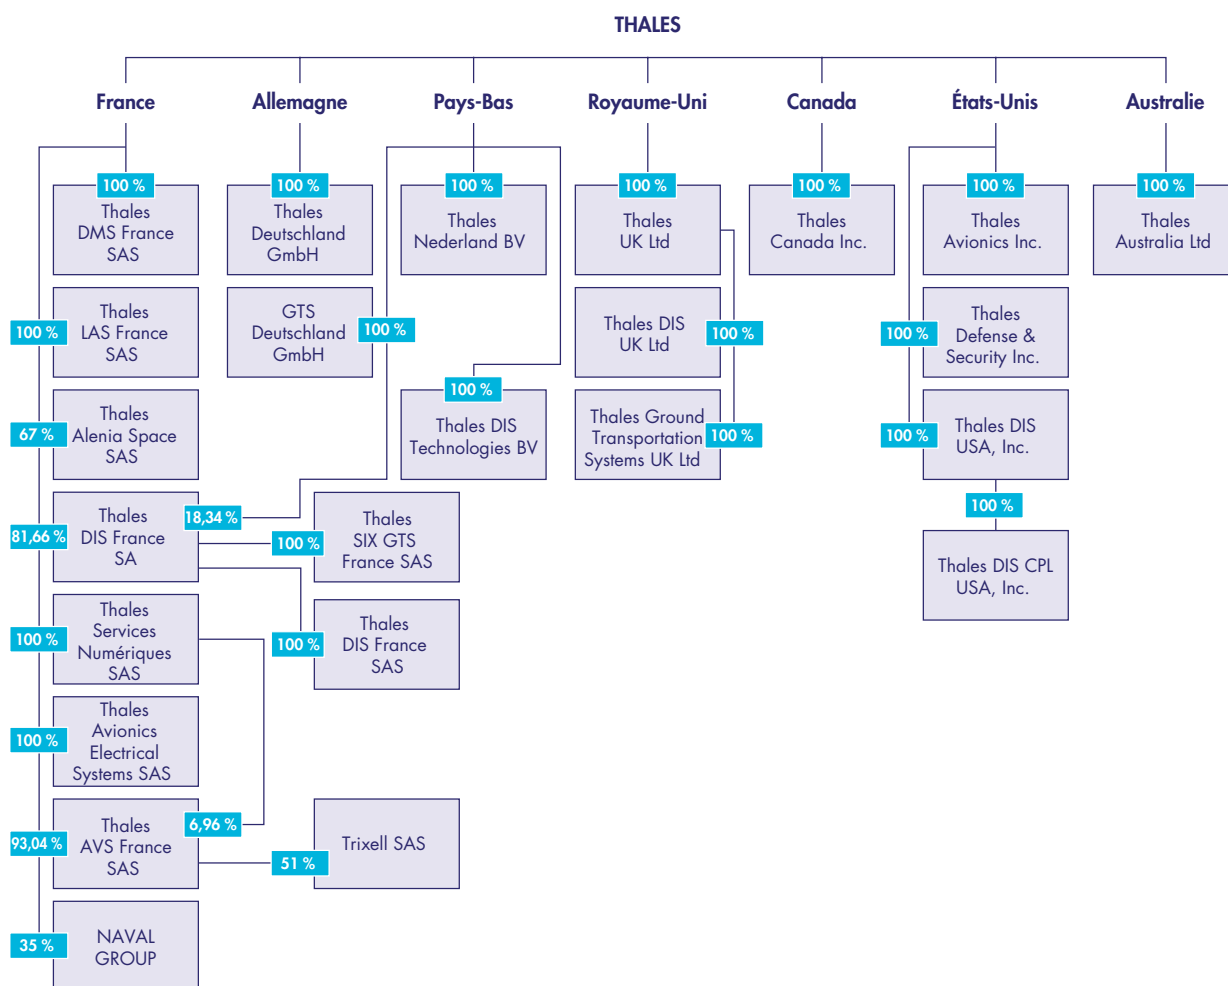 THALES
France
Allemagne
Pays-Bas
Royaume-Uni
Canada
États-Unis
Australie
100 %
Thales
DMS France
SAS
100 %
Thales
Deutschland
GmbH
100 %
Thales
Nederland BV
100 %
Thales
UK Ltd
100 %
Thales
Canada Inc.
100 %
Thales
Avionics Inc.
100 %
Thales
Australia Ltd
100 %
Thales
LAS France
SAS
GTS
Deutschland
GmbH
100 %
Thales DIS
UK Ltd
100 %
100 %
Thales
Defense &
Security Inc.
67 %
Thales
Alenia Space
SAS
100 %
Thales DIS
Technologies BV
Thales Ground
Transportation
Systems UK Ltd
100 %
100 %
Thales DIS
USA, Inc.
81,66 %
Thales
DIS France
SA
18,34 %
100 %
Thales
SIX GTS
France SAS
100 %
Thales DIS CPL
USA, Inc.
100 %
Thales
Services
Numériques
SAS
100 %
Thales
DIS France
SAS
100 %
Thales
Avionics
Electrical
Systems SAS
93,04 %
Thales
AVS France
SAS
6,96 %
51 %
Trixell SAS
35 %
NAVAL
GROUP